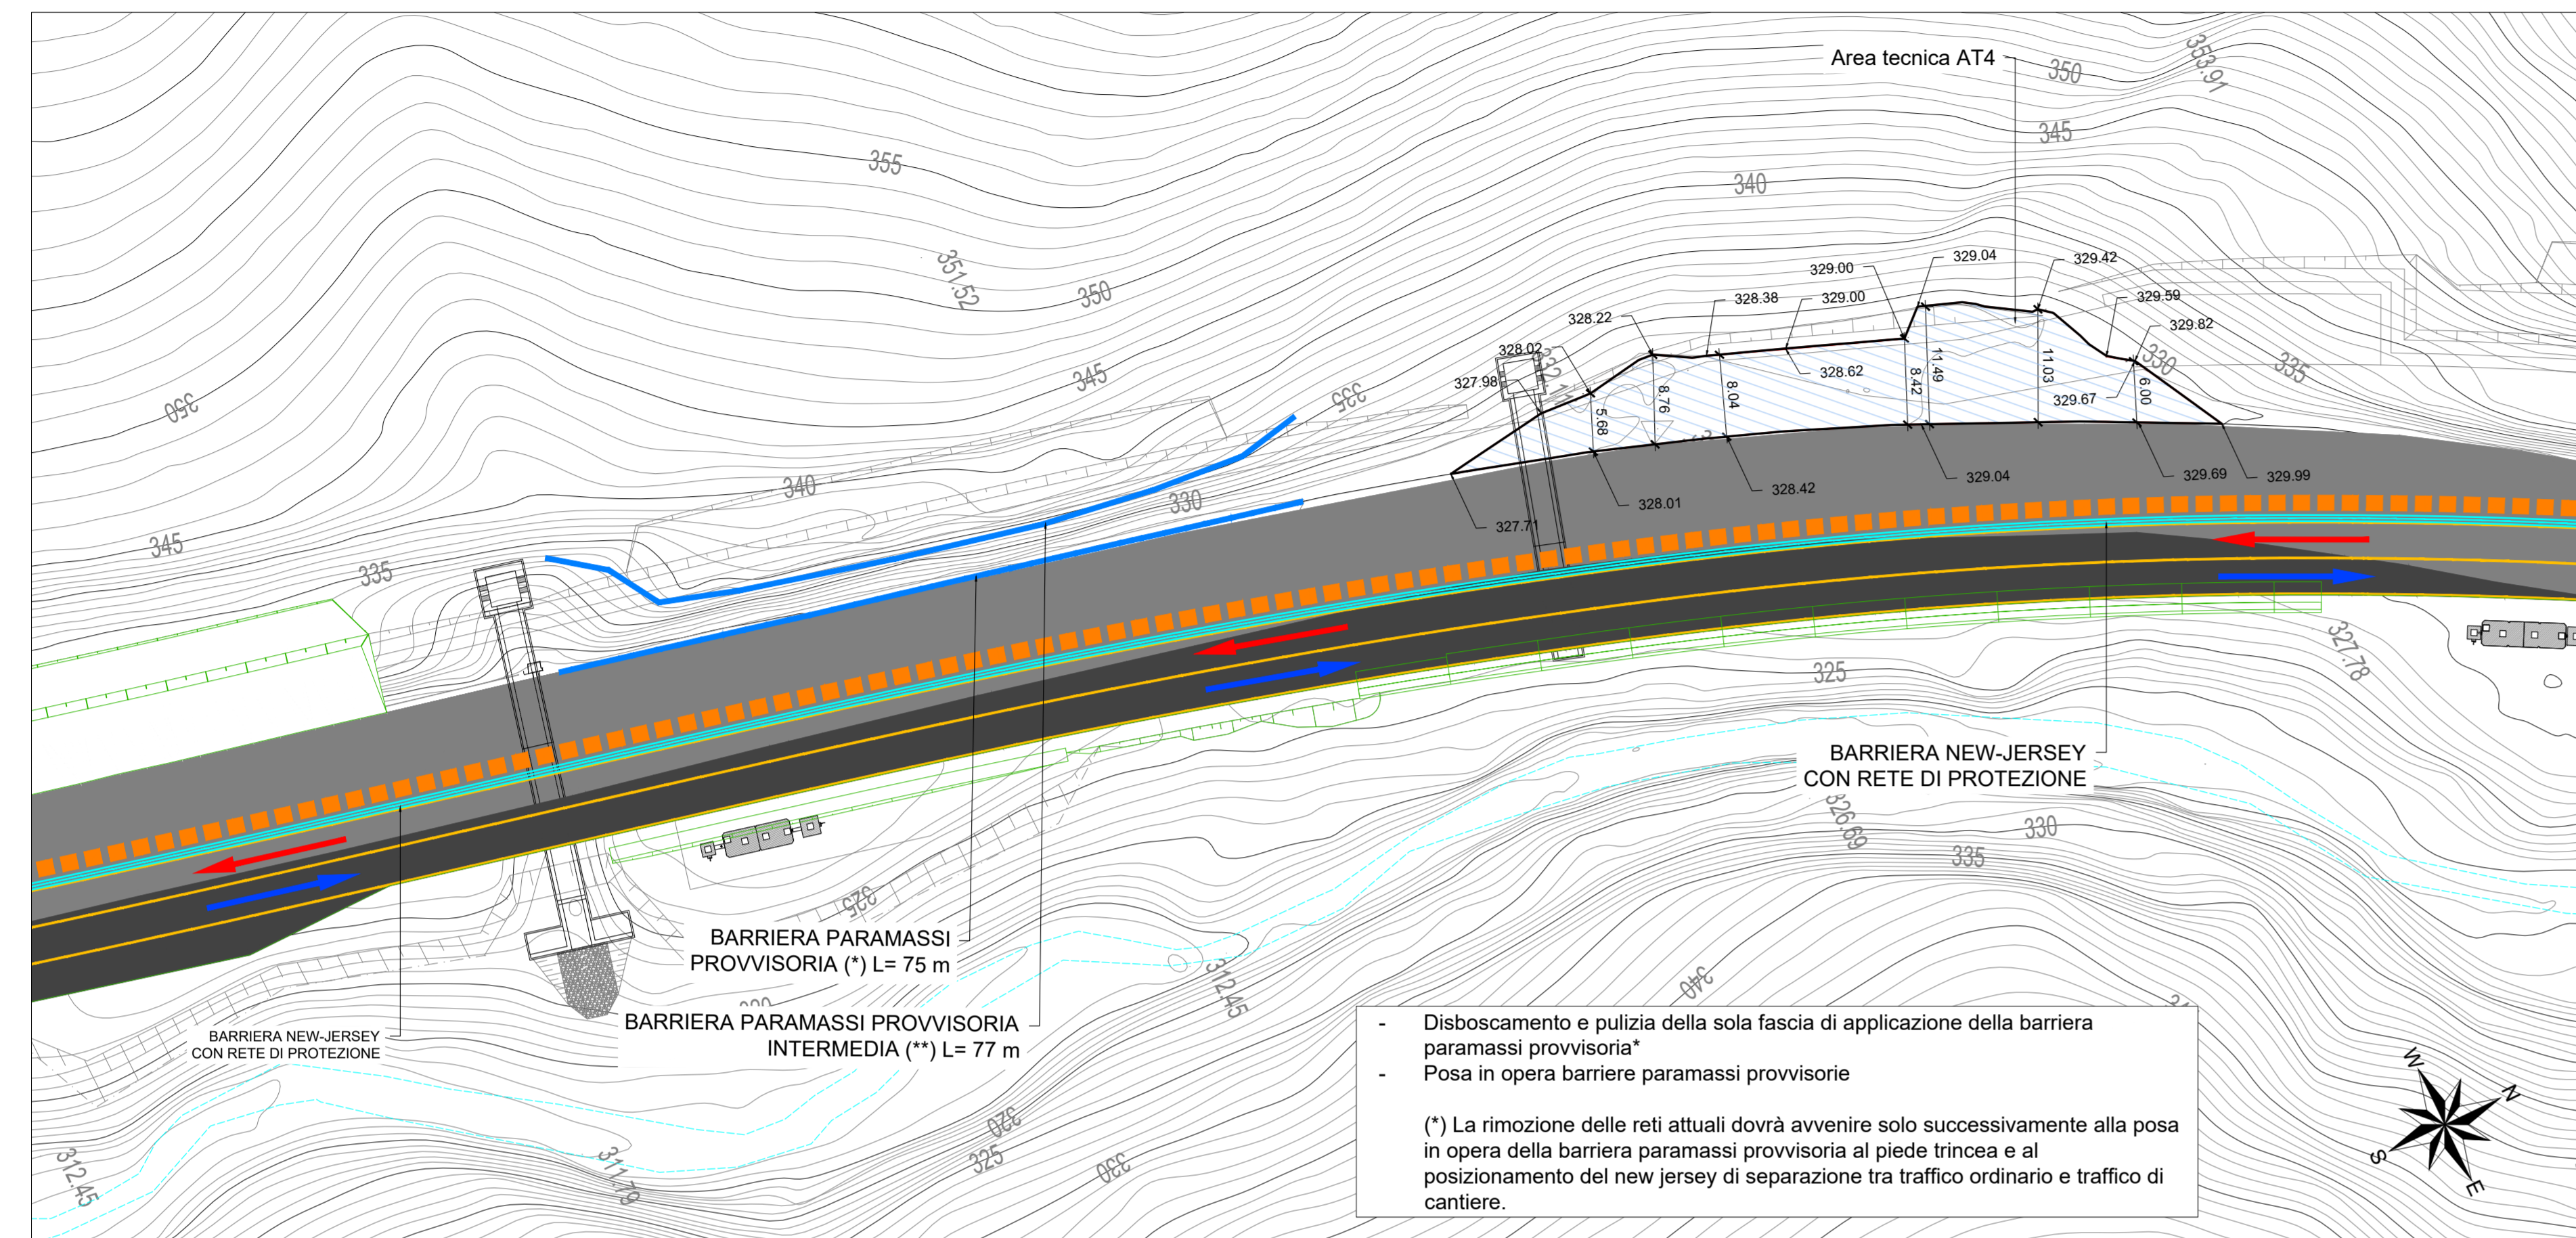 Area tecnica AT4
350
353.91
345
340
355
351.52
350
345
350
335
340
330
345
335
329.00
329.04
329.42
328.38
329.00
329.59
328.22
329.82
328.02
330
335
327.98
328.62
329.67
5.68
8.76
8.04
8.42
11.49
11.03
6.00
327.71
328.01
328.42
329.04
329.69
329.99
327.78
325
BARRIERA NEW-JERSEY
CON RETE DI PROTEZIONE
326.69
330
335
340
325
BARRIERA PARAMASSI
PROVVISORIA (*) L= 75 m
312.45
BARRIERA PARAMASSI PROVVISORIA
INTERMEDIA (**) L= 77 m
BARRIERA NEW-JERSEY
CON RETE DI PROTEZIONE
320
325
330
312.45
311.79
- Disboscamento e pulizia della sola fascia di applicazione della barriera
paramassi provvisoria*
- Posa in opera barriere paramassi provvisorie
(*) La rimozione delle reti attuali dovrà avvenire solo successivamente alla posa
in opera della barriera paramassi provvisoria al piede trincea e al
posizionamento del new jersey di separazione tra traffico ordinario e traffico di
cantiere.
W
N
S
E